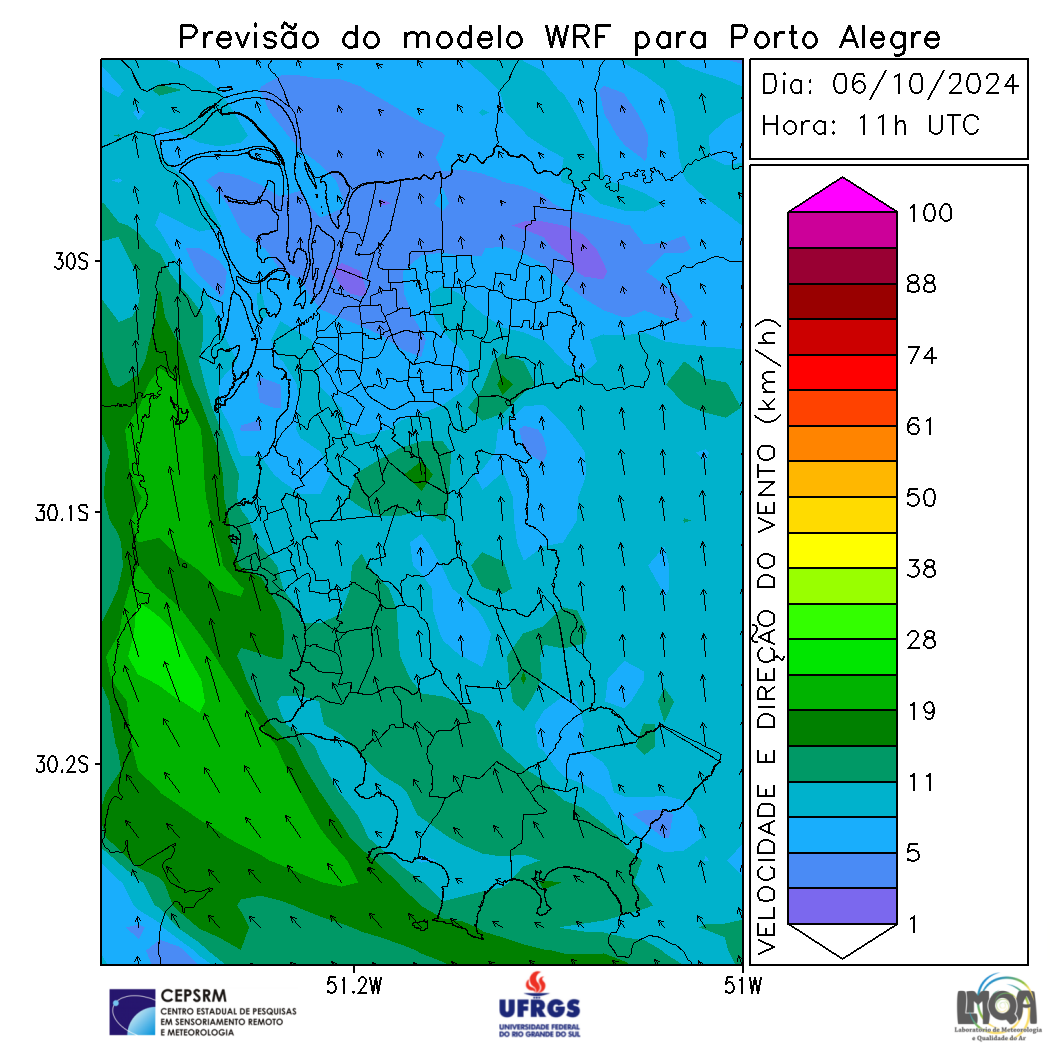 Previsão do modelo WRF para Porto Alegre
Dia: 06/10/2024
Hora: 11h UTC
30S
30.1S
30.2S
51.2W
51W
VELOCIDADE E DIREÇÃO DO VENTO (km/h)
100
88
74
61
50
38
28
19
11
5
1
CEPSRM
CENTRO ESTADUAL DE PESQUISAS
EM SENSORIAMENTO REMOTO
E METEOROLOGIA
UFRGS
UNIVERSIDADE FEDERAL
DO RIO GRANDE DO SUL
LMQA
Laboratório de Meteorologia
e Qualidade do Ar